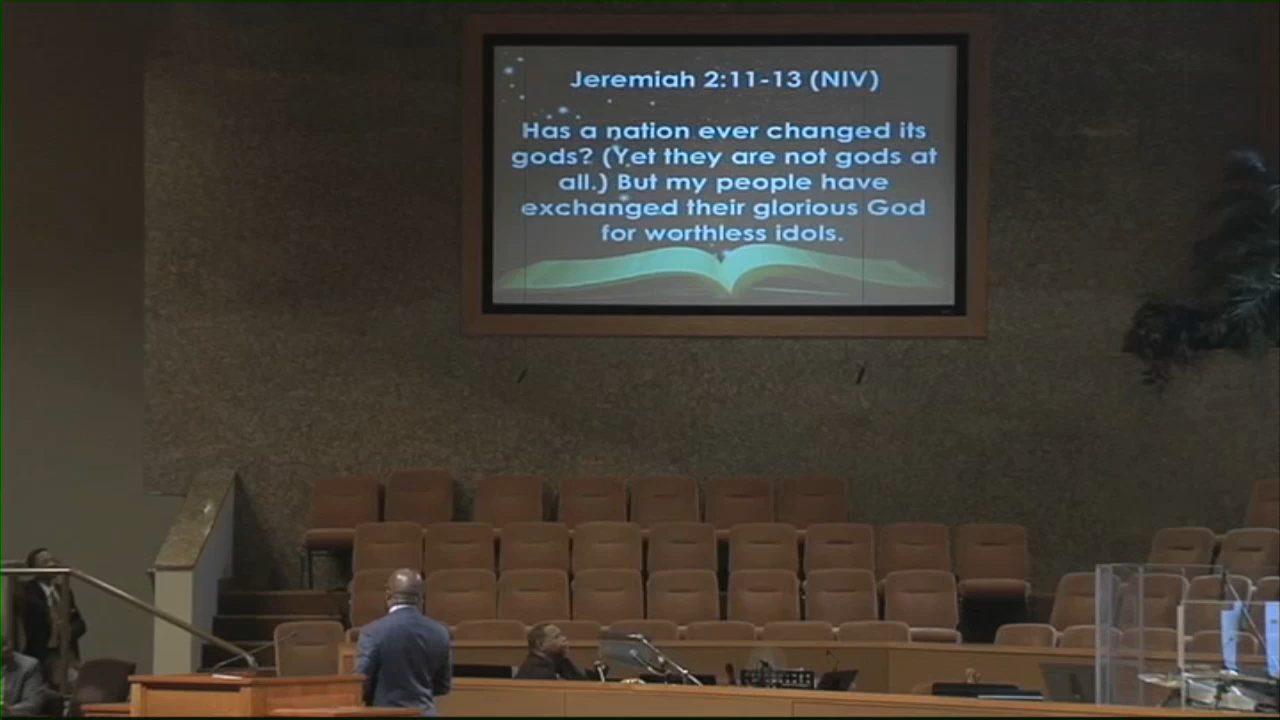 Jeremiah 2:11-13 (NIV)
Has a nation ever changed its
gods? (Yet they are not gods at
all.) But my people have
exchanged their glorious God
for worthless idols.